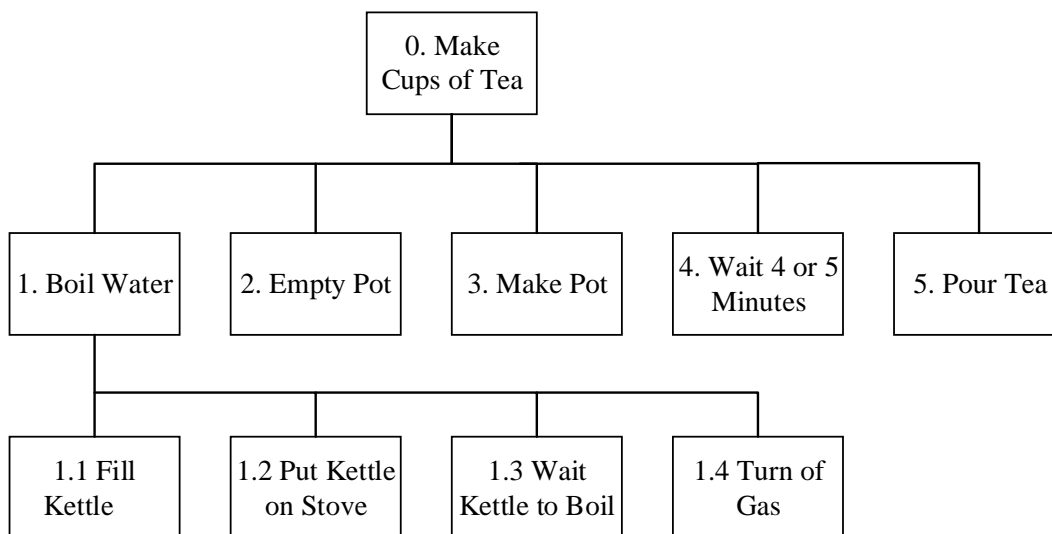 0. Make
Cups of Tea
1. Boil Water
2. Empty Pot
3. Make Pot
4. Wait 4 or 5
Minutes
5. Pour Tea
1.1 Fill
Kettle
1.2 Put Kettle
on Stove
1.3 Wait
Kettle to Boil
1.4 Turn of
Gas